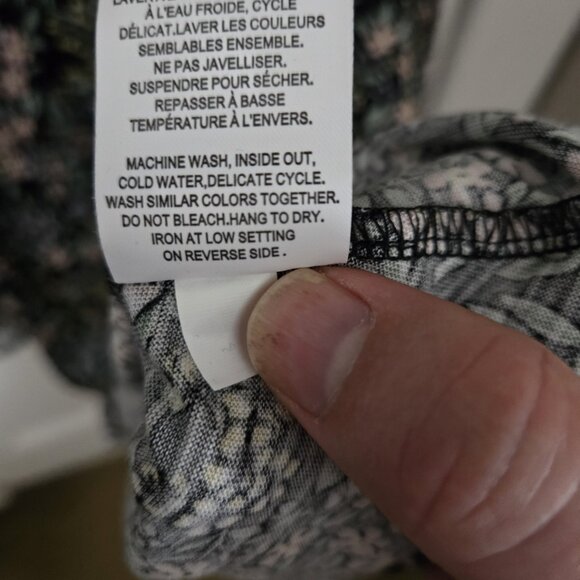 À L'EAU FROIDE, CYCLE
DÉLICAT.LAVER LES COULEURS
SEMBLABLES ENSEMBLE.
NE PAS JAVELLISER.
SUSPENDRE POUR SÉCHER.
REPASSER À BASSE
TEMPÉRATURE À L'ENVERS.
MACHINE WASH, INSIDE OUT,
COLD WATER,DELICATE CYCLE.
WASH SIMILAR COLORS TOGETHER.
DO NOT BLEACH.HANG TO DRY.
IRON AT LOW SETTING
ON REVERSE SIDE .